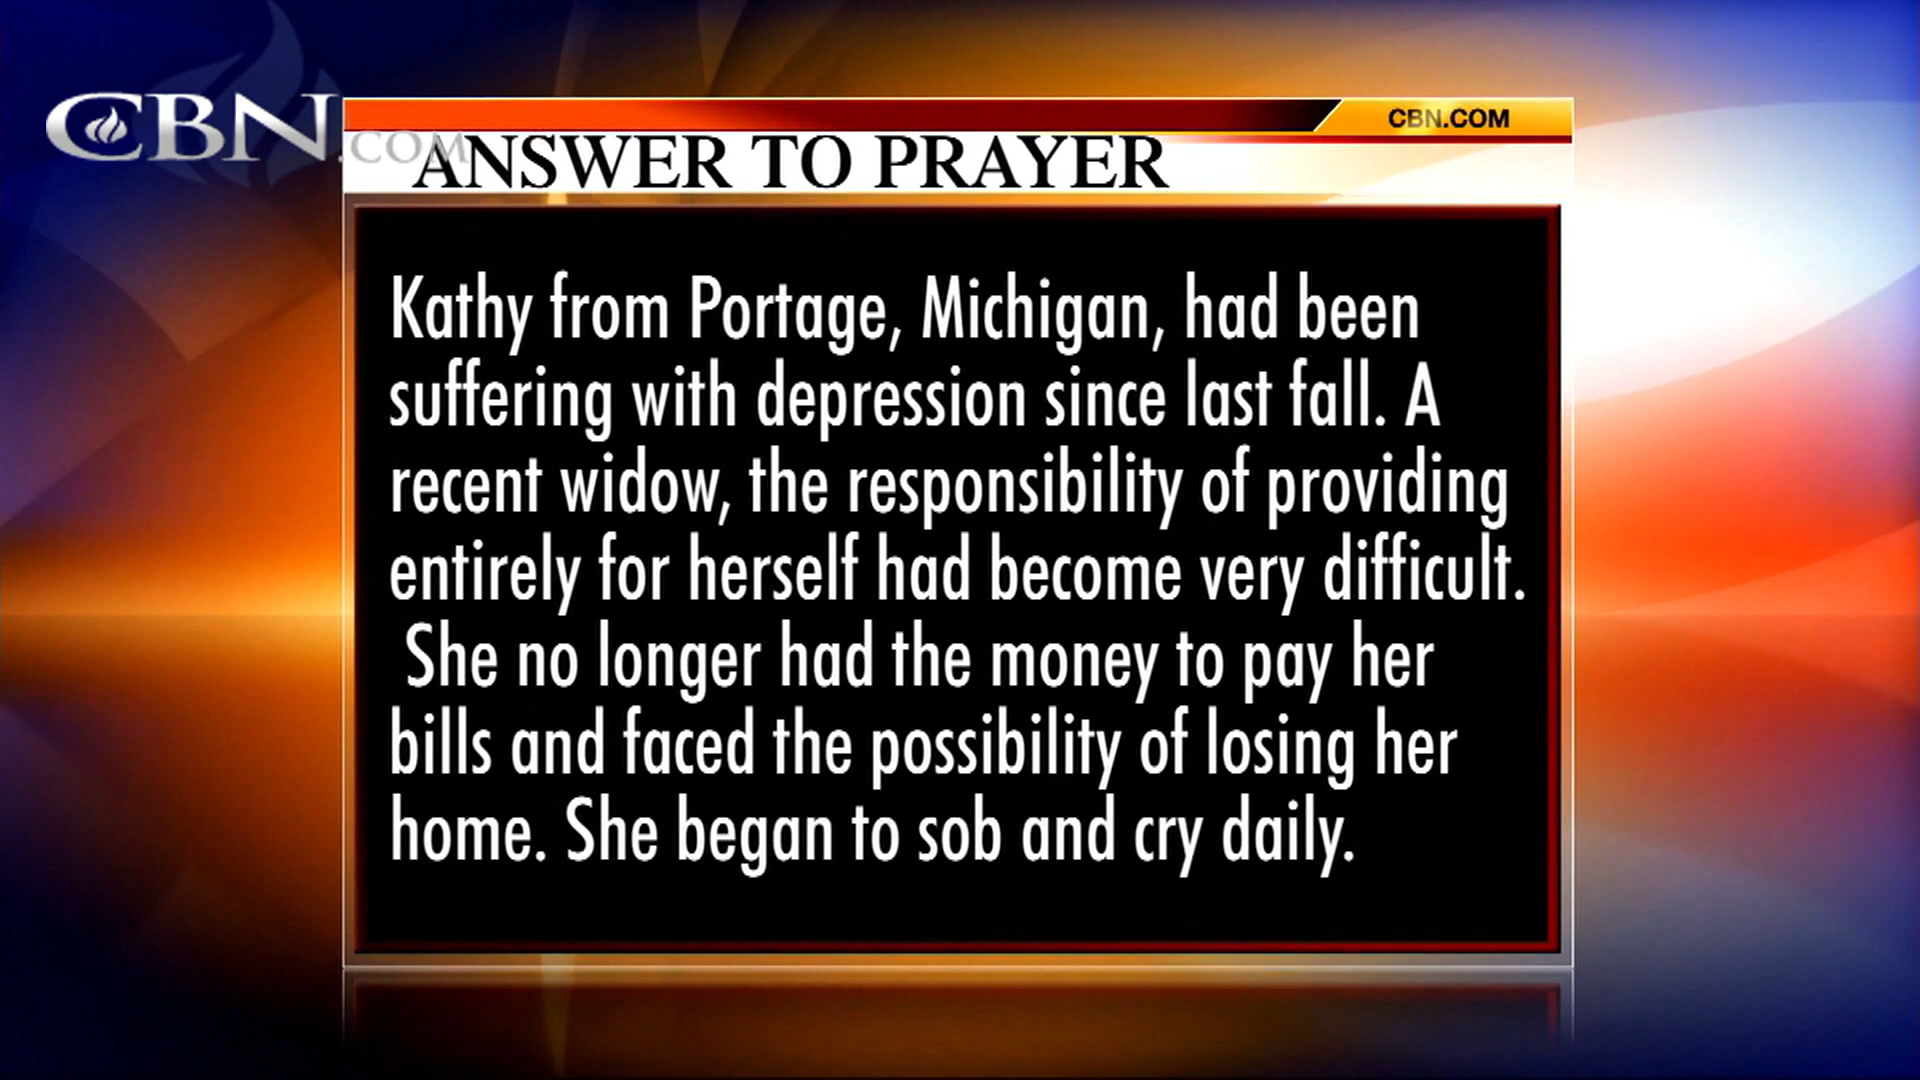 CBN.COM
CBN.COM
ANSWER TO PRAYER
Kathy from Portage, Michigan, had been
suffering with depression since last fall. A
recent widow, the responsibility of providing
entirely for herself had become very difficult.
She no longer had the money to pay her
bills and faced the possibility of losing her
home. She began to sob and cry daily.